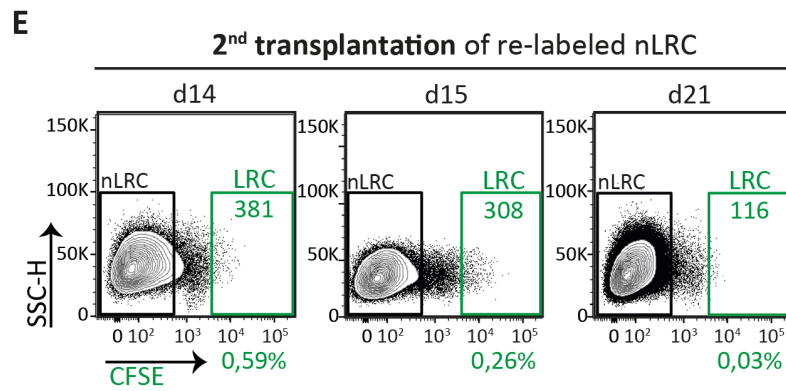 E
2nd transplantation of re-labeled nLRC
d14
d15
d21
150K
100K
50K
0
nLRC
LRC
381
0 10² 10³ 10⁴ 10⁵
0,59%
150K
100K
50K
0
nLRC
LRC
308
0 10² 10³ 10⁴ 10⁵
0,26%
150K
100K
50K
0
nLRC
LRC
116
0 10² 10³ 10⁴ 10⁵
0,03%
SSC-H
CFSE